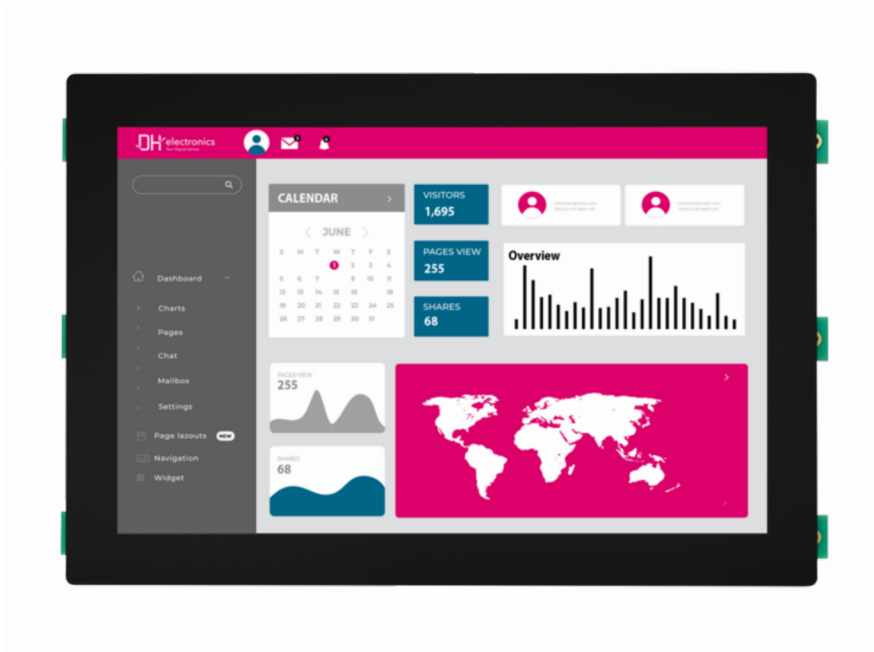 DH electronics
Dashboard
Charts
Pages
Chat
Mailbox
Settings
Page lazouts NEW
Navigation
Widget
CALENDAR
JUNE
S M T W T F S
1 2 3 4
5 6 7 9 10 11
12 13 14 15 16 18
19 20 21 22 23 24 25
26 27 28 29 30 31
VISITORS
1,695
PAGES VIEW
255
SHARES
68
Overview
PAGES VIEW
255
SHARES
68